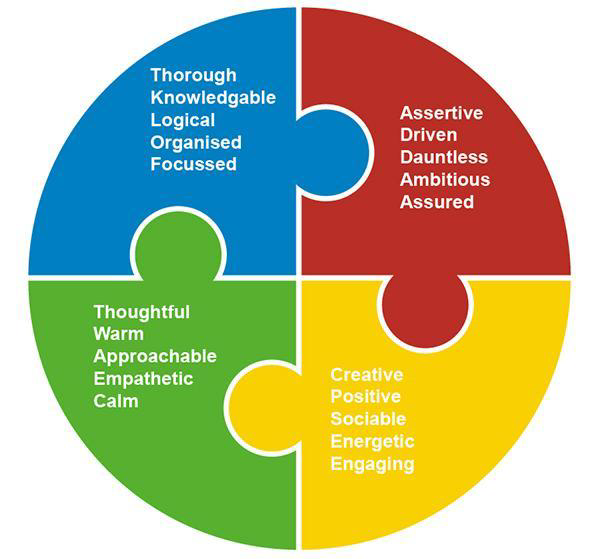 Thorough
Knowledgable
Logical
Organised
Focussed
Assertive
Driven
Dauntless
Ambitious
Assured
Thoughtful
Warm
Approachable
Empathetic
Calm
Creative
Positive
Sociable
Energetic
Engaging